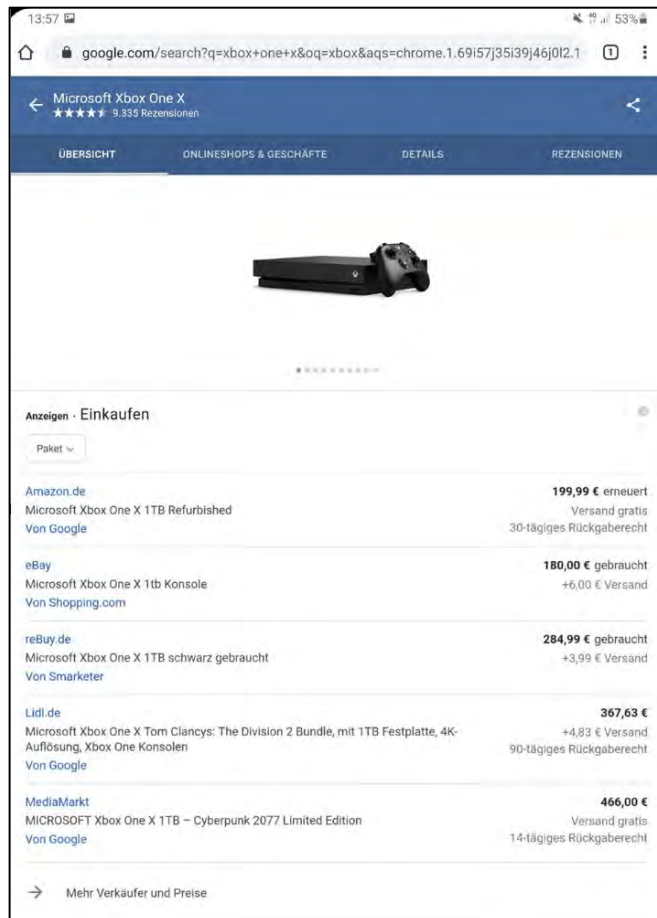 13:57 53%
google.com/search?q=xbox+one+x&oq=xbox&aqs=chrome.1.69i57j35i39j46j0l2.1 1
Microsoft Xbox One X
9.335 Rezensionen
ÜBERSICHT ONLINESHOPS & GESCHÄFTE DETAILS REZENSIONEN
Anzeigen · Einkaufen
Paket
Amazon.de 199,99 € erneuert
Microsoft Xbox One X 1TB Refurbished Versand gratis
Von Google 30-tägiges Rückgaberecht
eBay 180,00 € gebraucht
Microsoft Xbox One X 1tb Konsole +6,00 € Versand
Von Shopping.com
reBuy.de 284,99 € gebraucht
Microsoft Xbox One X 1TB schwarz gebraucht +3,99 € Versand
Von Smarketer
Lidl.de 367,63 €
Microsoft Xbox One X Tom Clancys: The Division 2 Bundle, mit 1TB Festplatte, 4K- +4,83 € Versand
Auflösung, Xbox One Konsolen 90-tägiges Rückgaberecht
Von Google
MediaMarkt 466,00 €
MICROSOFT Xbox One X 1TB – Cyberpunk 2077 Limited Edition Versand gratis
Von Google 14-tägiges Rückgaberecht
Mehr Verkäufer und Preise